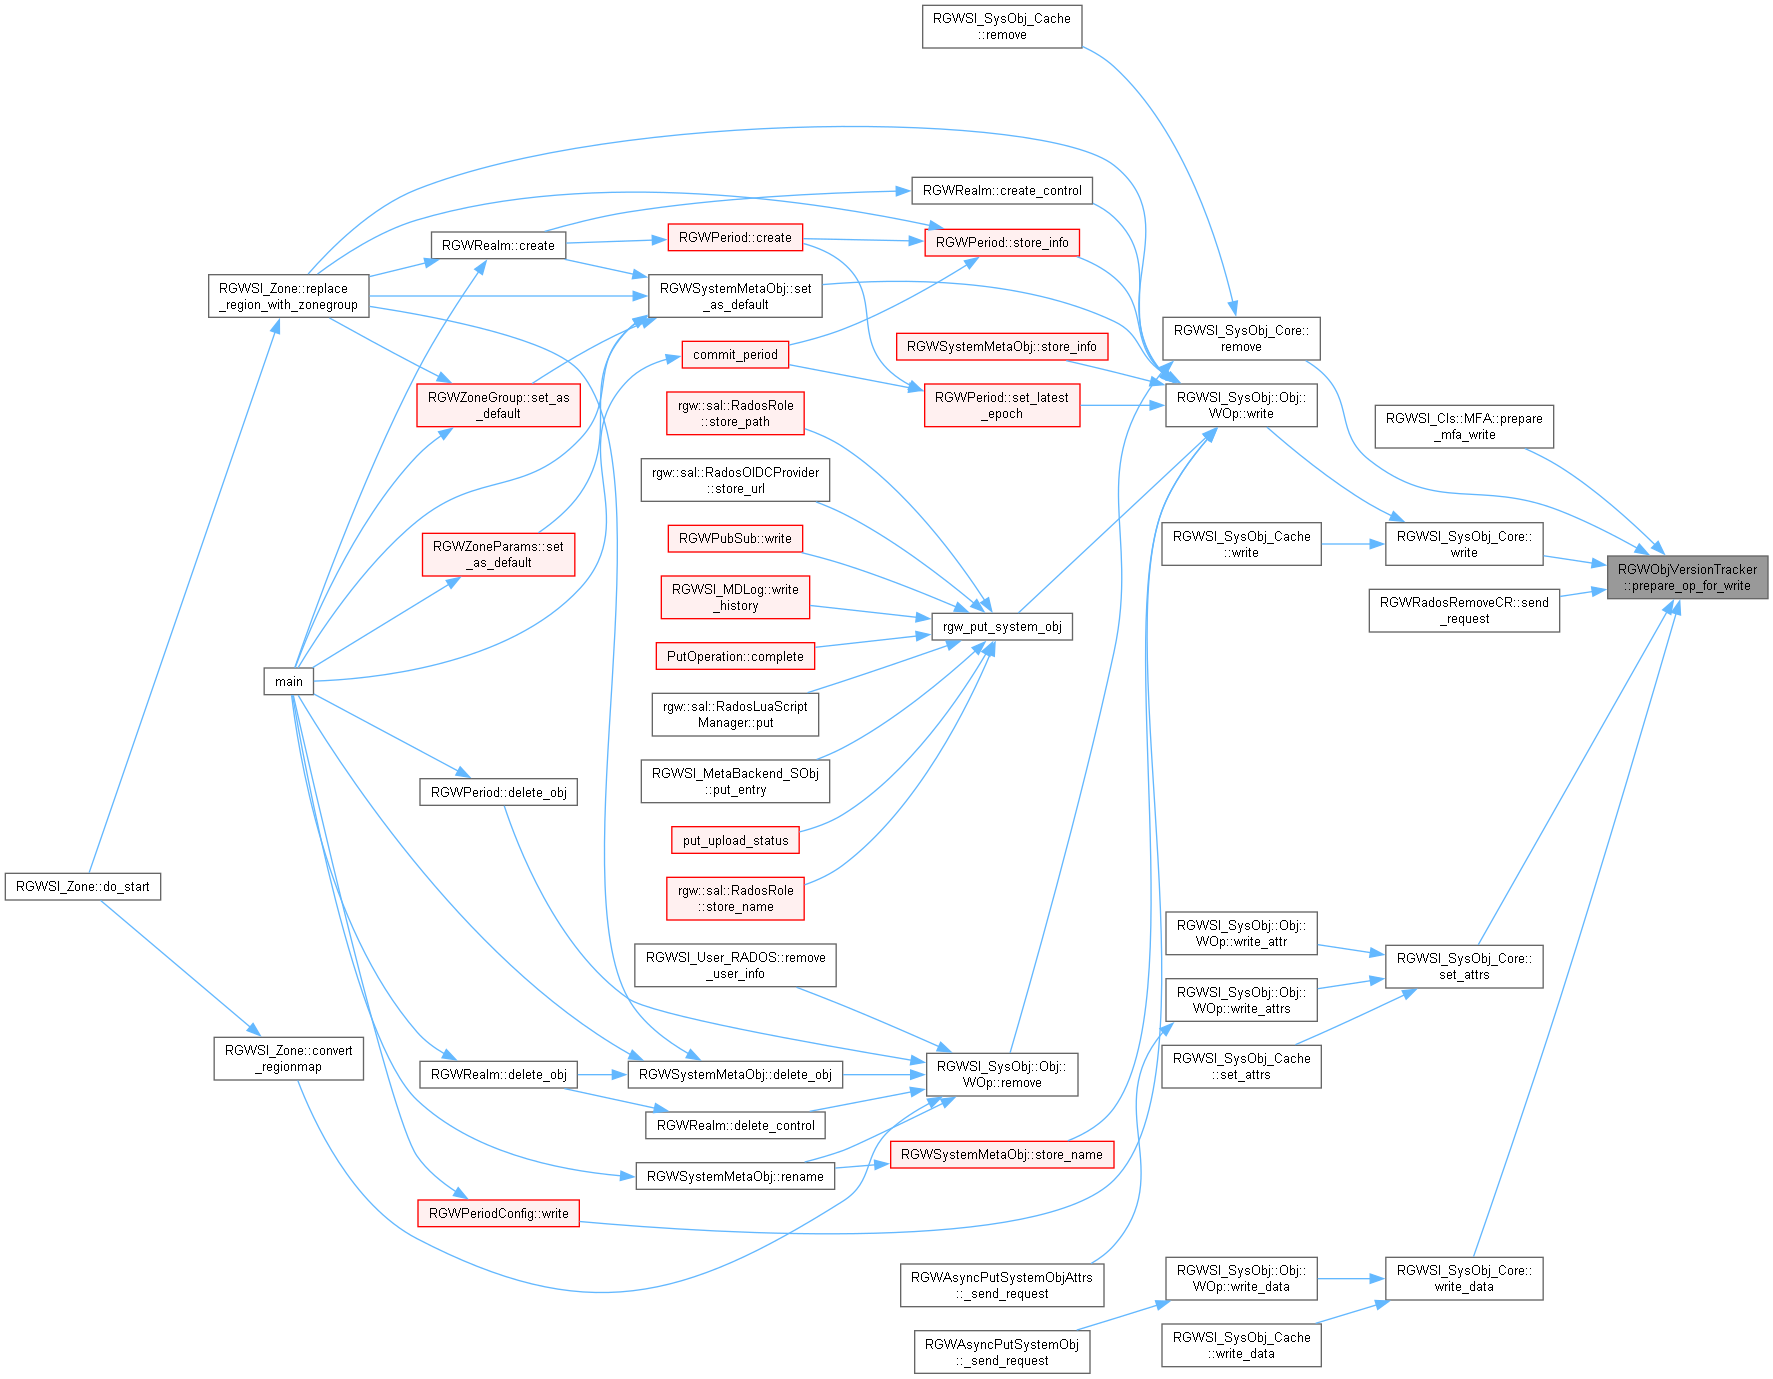 RGWSI_SysObj_Cache
::remove
RGWRealm::create_control
RGWPeriod::create
RGWPeriod::store_info
RGWRealm::create
RGWSI_Zone::replace
_region_with_zonegroup
RGWSystemMetaObj::set
_as_default
RGWSI_SysObj_Core::
remove
RGWSystemMetaObj::store_info
commit_period
RGWZoneGroup::set_as
_default
RGWPeriod::set_latest
_epoch
RGWSI_SysObj::Obj::
WOp::write
rgw::sal::RadosRole
::store_path
RGWSI_Cls::MFA::prepare
_mfa_write
rgw::sal::RadosOIDCProvider
::store_url
RGWPubSub::write
RGWZoneParams::set
_as_default
RGWSI_SysObj_Cache
::write
RGWSI_SysObj_Core::
write
RGWObjVersionTracker
::prepare_op_for_write
RGWSI_MDLog::write
_history
RGWRadosRemoveCR::send
_request
rgw_put_system_obj
PutOperation::complete
main
rgw::sal::RadosLuaScript
Manager::put
RGWSI_MetaBackend_SObj
::put_entry
RGWPeriod::delete_obj
put_upload_status
RGWSI_Zone::do_start
rgw::sal::RadosRole
::store_name
RGWSI_SysObj::Obj::
WOp::write_attr
RGWSI_User_RADOS::remove
_user_info
RGWSI_SysObj_Core::
set_attrs
RGWSI_SysObj::Obj::
WOp::write_attrs
RGWSI_Zone::convert
_regionmap
RGWSI_SysObj_Cache
::set_attrs
RGWRealm::delete_obj
RGWSystemMetaObj::delete_obj
RGWSI_SysObj::Obj::
WOp::remove
RGWRealm::delete_control
RGWSystemMetaObj::store_name
RGWSystemMetaObj::rename
RGWPeriodConfig::write
RGWAsyncPutSystemObjAttrs
::_send_request
RGWSI_SysObj::Obj::
WOp::write_data
RGWSI_SysObj_Core::
write_data
RGWAsyncPutSystemObj
::_send_request
RGWSI_SysObj_Cache
::write_data